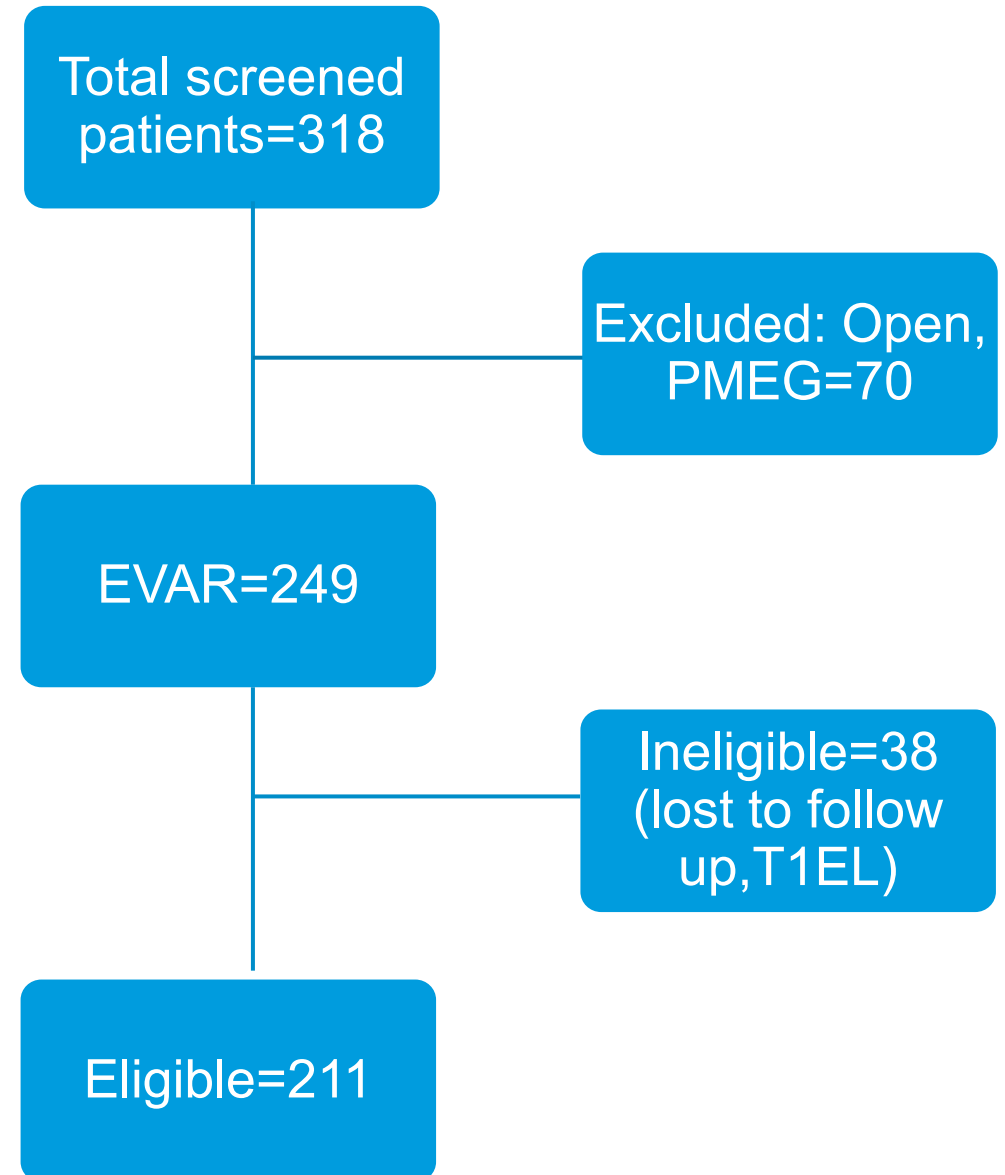 Total screened
patients=318
Excluded: Open,
PMEG=70
EVAR=249
Ineligible=38
(lost to follow
up,T1EL)
Eligible=211